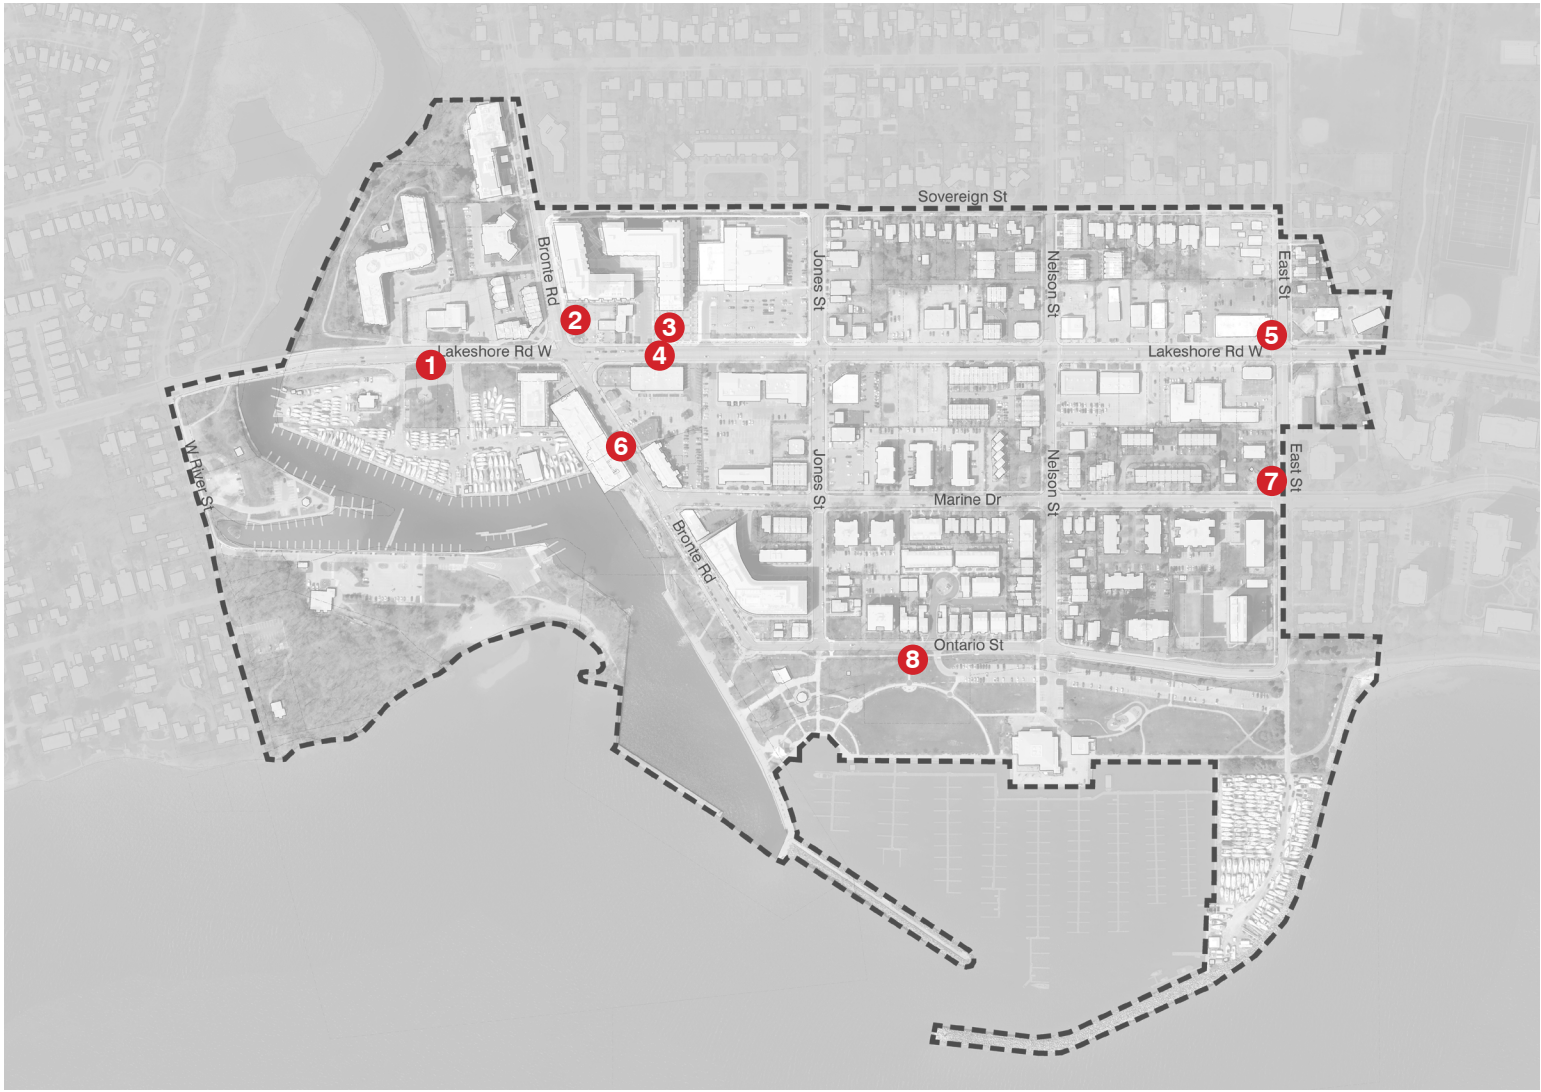 Sovereign St
Bronte Rd
Jones St
Nelson St
East St
2
3
5
Lakeshore Rd W
4
Lakeshore Rd W
1
W River St
6
Jones St
Nelson St
East St
7
Marine Dr
Bronte Rd
Ontario St
8